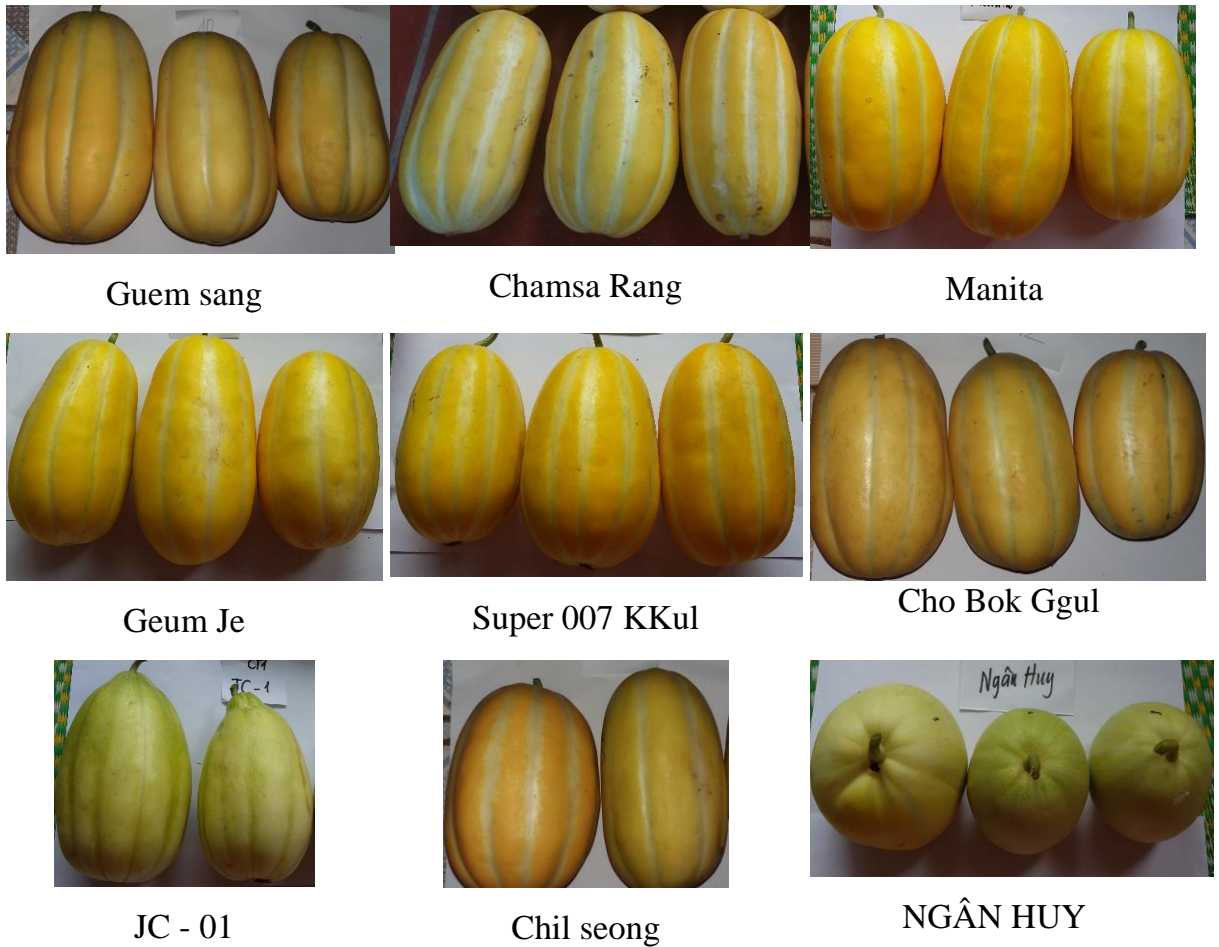 Guem sang
Chamsa Rang
Manita
Geum Je
Super 007 KKul
Cho Bok Ggul
JC-1
JC - 01
Chil seong
Ngân Huy
NGÂN HUY